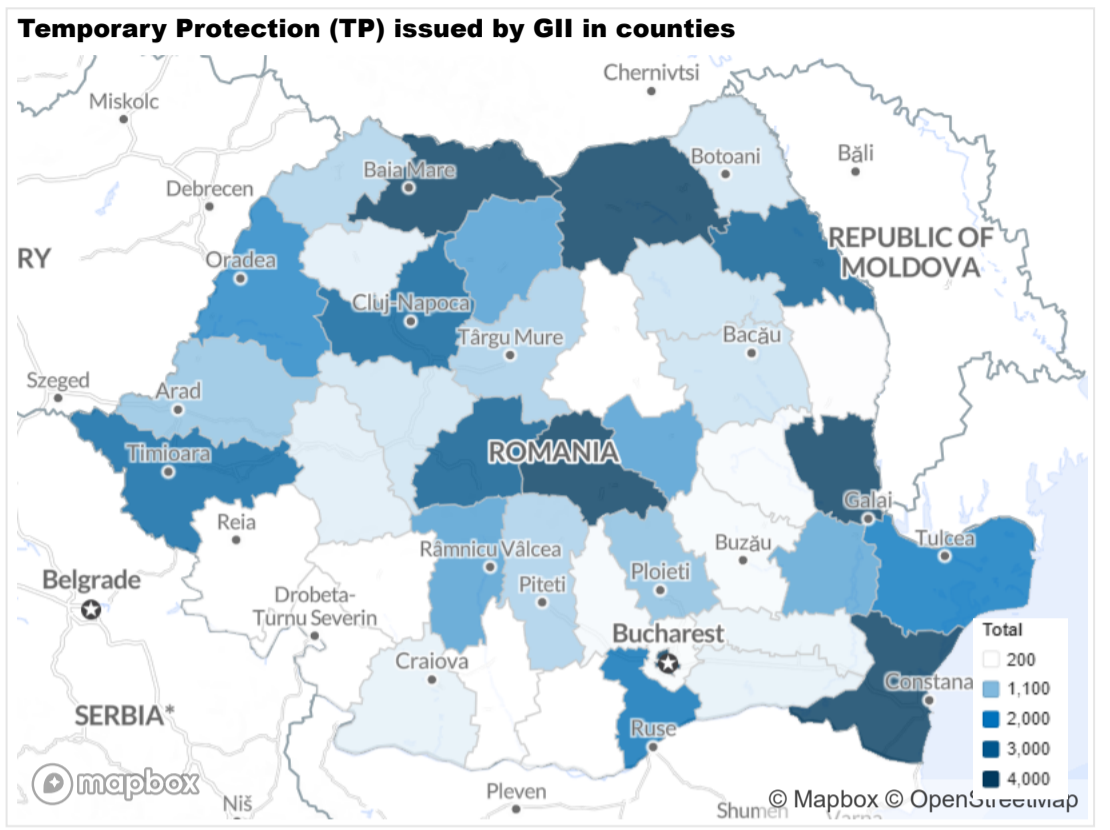 Temporary Protection (TP) issued by GII in counties
Chernivtsi
Miskolc
Botoani
Băli
Baia Mare
Debrecen
REPUBLIC OF
MOLDOVA
RY
Oradea
Cluj-Napoca
Târgu Mure
Bacău
Szeged
Arad
Timioara
ROMANIA
Galai
Reia
Tulcea
Buzău
Râmnicu Vâlcea
Ploieti
Belgrade
Piteti
Drobeta-
Turnu Severin
Bucharest
Craiova
Constana
SERBIA*
Ruse
Total
200
1,100
2,000
3,000
4,000
mapbox
Niš
Pleven
Shumen
Varna
© Mapbox © OpenStreetMap